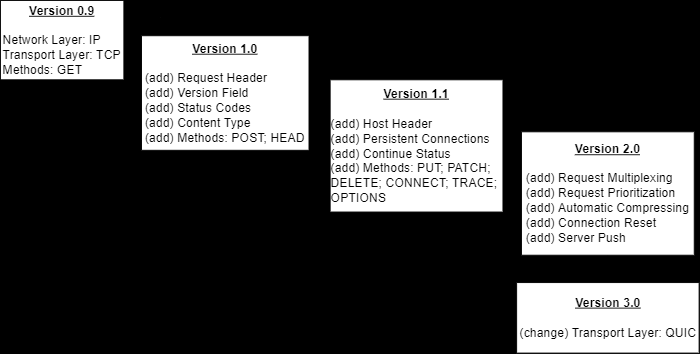 Version 0.9
Network Layer: IP
Transport Layer: TCP
Methods: GET
Version 1.0
(add) Request Header
(add) Version Field
(add) Status Codes
(add) Content Type
(add) Methods: POST; HEAD
Version 1.1
(add) Host Header
(add) Persistent Connections
(add) Continue Status
(add) Methods: PUT; PATCH;
DELETE; CONNECT; TRACE;
OPTIONS
Version 2.0
(add) Request Multiplexing
(add) Request Prioritization
(add) Automatic Compressing
(add) Connection Reset
(add) Server Push
Version 3.0
(change) Transport Layer: QUIC